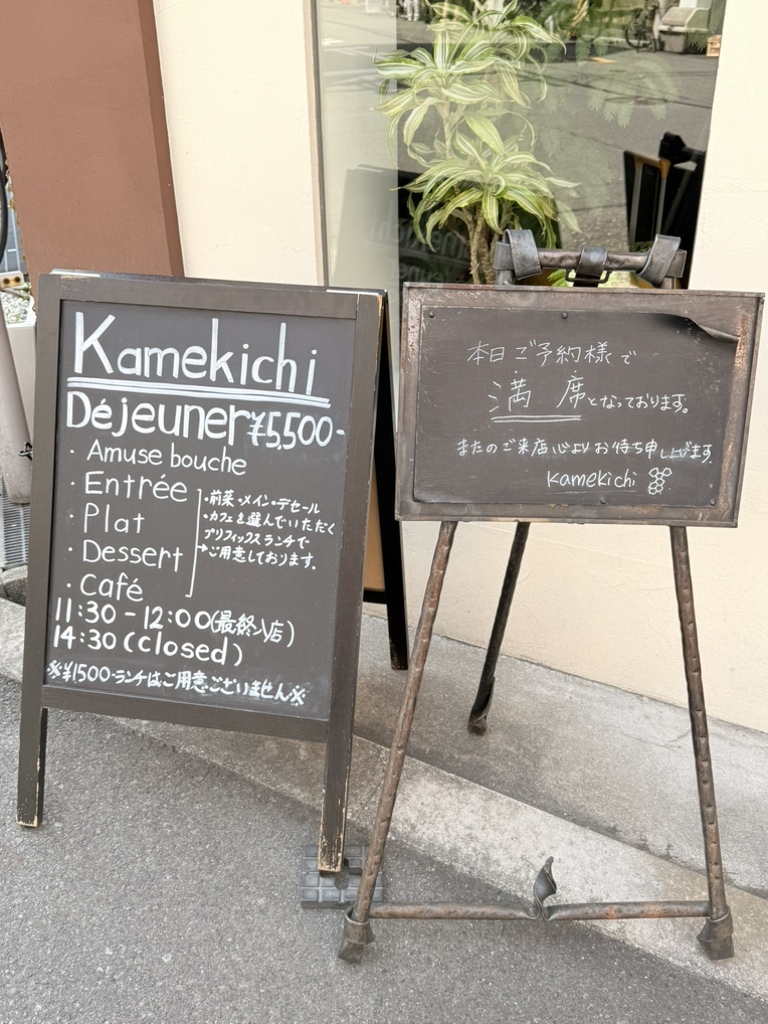 Kamekichi
Déjeuner ¥5,500-
・Amuse bouche
・Entrée
・Plat
・Dessert
・Café
・前菜・メイン・デセール
・カフェを選んでいただく
プリフィックスランチで
ご用意しております。
11:30-12:00(最終入店)
14:30(closed)
※¥1500-ランチはご用意ございません※
本日ご予約様で
満席となっております。
またのご来店心よりお待ち申し上げます。
kamekichi